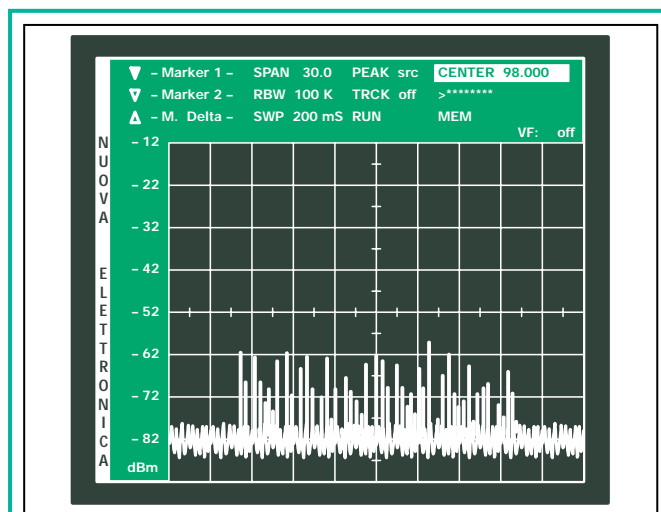 – Marker 1 – SPAN 30.0 PEAK src CENTER 98.000
– Marker 2 – RBW 100 K TRCK off >********
– M. Delta – SWP 200 mS RUN MEM
VF: off
NUOVA ELETTRONICA
– 12
– 22
– 32
– 42
– 52
– 62
– 72
– 82
dBm